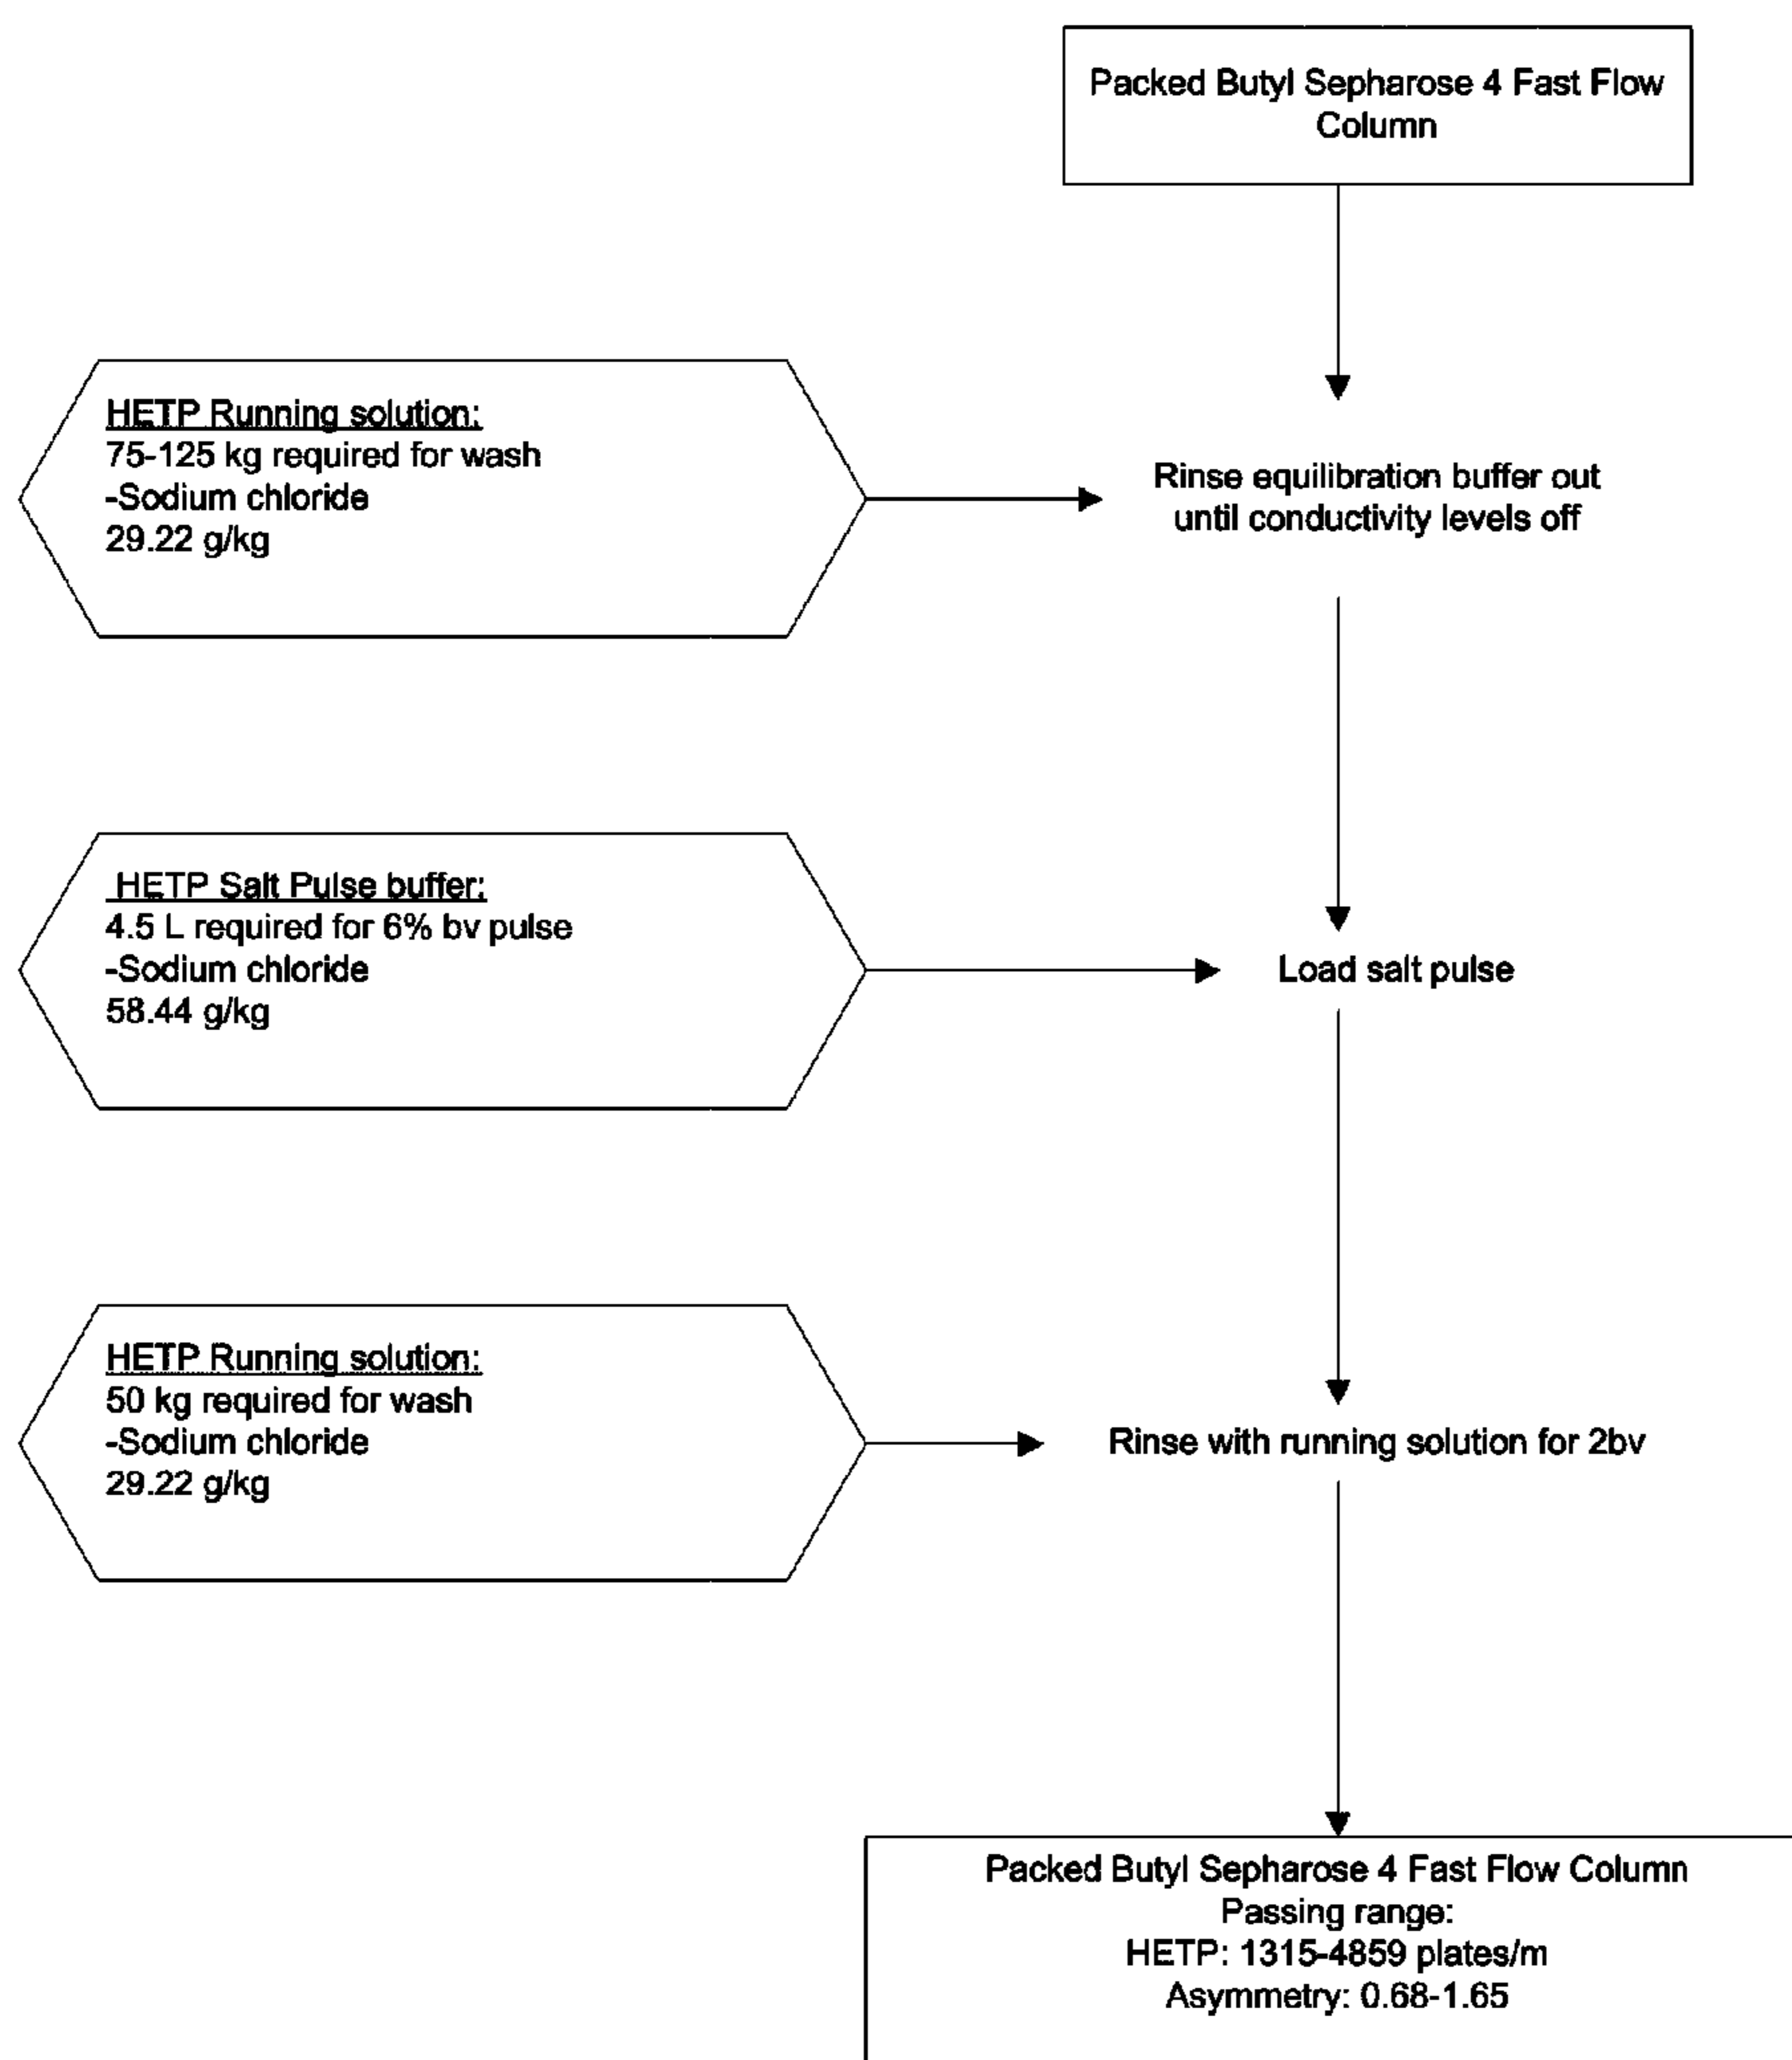 Packed Butyl Sepharose 4 Fast Flow
Column
HETP Running solution:
75-125 kg required for wash
-Sodium chloride
29.22 g/kg
Rinse equilibration buffer out
until conductivity levels off
HETP Salt Pulse buffer:
4.5 L required for 6% bv pulse
-Sodium chloride
58.44 g/kg
Load salt pulse
HETP Running solution:
50 kg required for wash
-Sodium chloride
29.22 g/kg
Rinse with running solution for 2bv
Packed Butyl Sepharose 4 Fast Flow Column
Passing range:
HETP: 1315-4859 plates/m
Asymmetry: 0.68-1.65